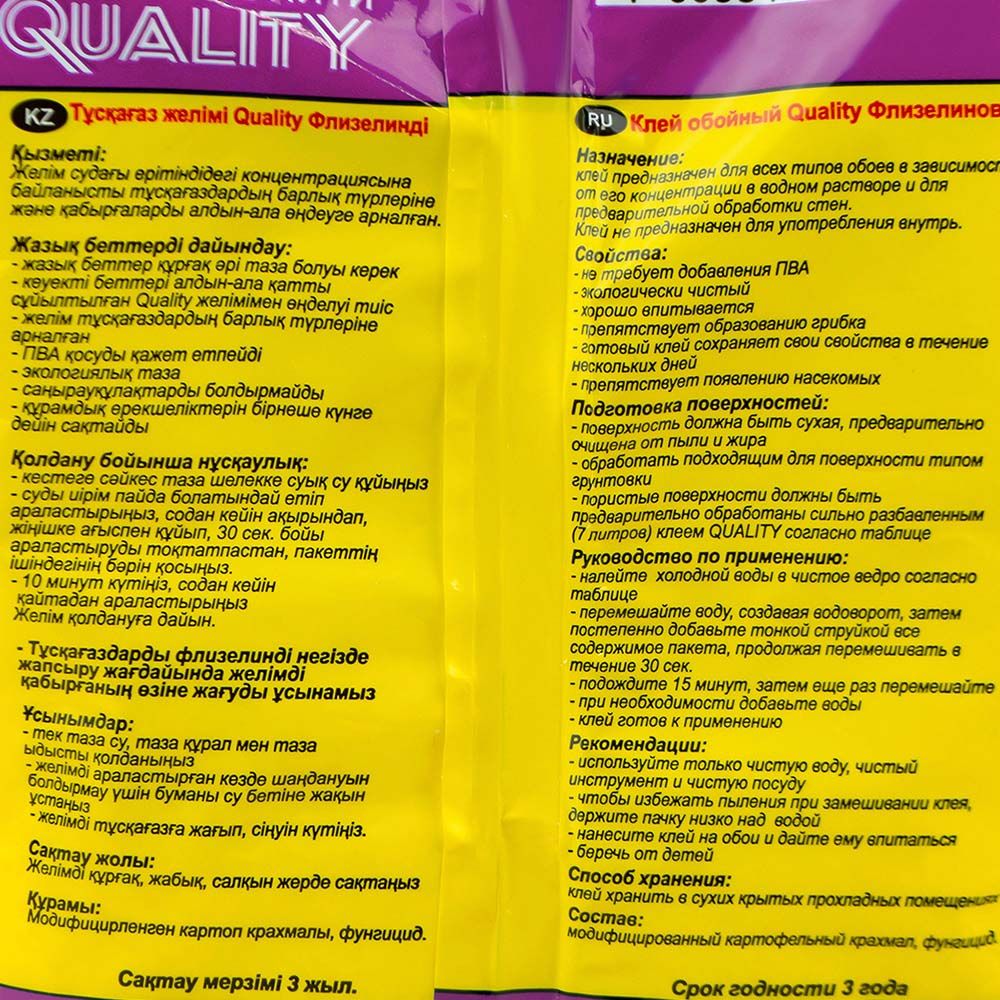 QUALITY
KZ Тұсқағаз желімі Quality Флизелинді
Қызметі:
Желім судағы ерітіндідегі концентрациясына
байланысты тұсқағаздардың барлық түрлеріне
және қабырғаларды алдын-ала өңдеуге арналған.
Жазық беттерді дайындау:
- жазық беттер құрғақ әрі таза болуы керек
- кеуекті беттері алдын-ала қатты
сұйылтылған Quality желімімен өңделуі тиіс
- желім тұсқағаздардың барлық түрлеріне
арналған
- ПВА қосуды қажет етпейді
- экологиялық таза
- саңырауқұлақтарды болдырмайды
- құрамдық ерекшеліктерін бірнеше күнге
дейін сақтайды
Қолдану бойынша нұсқаулық:
- кестеге сәйкес таза шелекке суық су құйыңыз
- суды иірім пайда болатындай етіп
араластырыңыз, содан кейін ақырындап,
жіңішке ағыспен құйып, 30 сек. бойы
араластыруды тоқтатпастан, пакеттің
ішіндегінің бәрін қосыңыз.
- 10 минут күтіңіз, содан кейін
қайтадан араластырыңыз
Желім қолдануға дайын.
- Тұсқағаздарды флизелинді негізде
жапсыру жағдайында желімді
қабырғаның өзіне жағуды ұсынамыз
Ұсынымдар:
- тек таза су, таза құрал мен таза
ыдысты қолданыңыз
- желімді араластырған кезде шаңдануын
болдырмау үшін буманы су бетіне жақын
ұстаңыз
- желімді тұсқағазға жағып, сіңуін күтіңіз.
Сақтау жолы:
Желімді құрғақ, жабық, салқын жерде сақтаңыз
Құрамы:
Модифицирленген картоп крахмалы, фунгицид.
Сақтау мерзімі 3 жыл.
RU Клей обойный Quality Флизелинов
Назначение:
клей предназначен для всех типов обоев в зависимос
от его концентрации в водном растворе и для
предварительной обработки стен.
Клей не предназначен для употребления внутрь.
Свойства:
- не требует добавления ПВА
- экологически чистый
- хорошо впитывается
- препятствует образованию грибка
- готовый клей сохраняет свои свойства в течение
нескольких дней
- препятствует появлению насекомых
Подготовка поверхностей:
- поверхность должна быть сухая, предварительно
очищена от пыли и жира
- обработать подходящим для поверхности типом
грунтовки
- пористые поверхности должны быть
предварительно обработаны сильно разбавленным
(7 литров) клеем QUALITY согласно таблице
Руководство по применению:
- налейте холодной воды в чистое ведро согласно
таблице
- перемешайте воду, создавая водоворот, затем
постепенно добавьте тонкой струйкой все
содержимое пакета, продолжая перемешивать в
течение 30 сек.
- подождите 15 минут, затем еще раз перемешайте
- при необходимости добавьте воды
- клей готов к применению
Рекомендации:
- используйте только чистую воду, чистый
инструмент и чистую посуду
- чтобы избежать пыления при замешивании клея,
держите пачку низко над водой
- нанесите клей на обои и дайте ему впитаться
- беречь от детей
Способ хранения:
клей хранить в сухих крытых прохладных помещениях
Состав:
модифицированный картофельный крахмал, фунгицид.
Срок годности 3 года